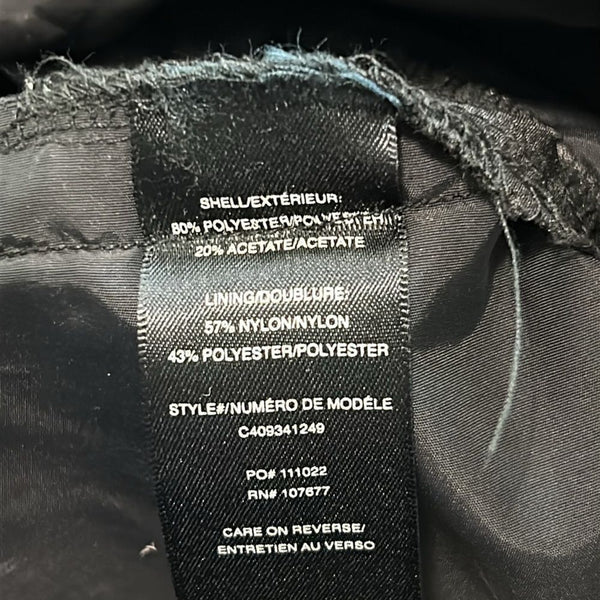 SHELL/EXTÉRIEUR:
80% POLYESTER/POLYESTER
20% ACETATE/ACETATE
LINING/DOUBLURE:
57% NYLON/NYLON
43% POLYESTER/POLYESTER
STYLE#/NUMÉRO DE MODÈLE
C409341249
PO# 111022
RN# 107677
CARE ON REVERSE/
ENTRETIEN AU VERSO